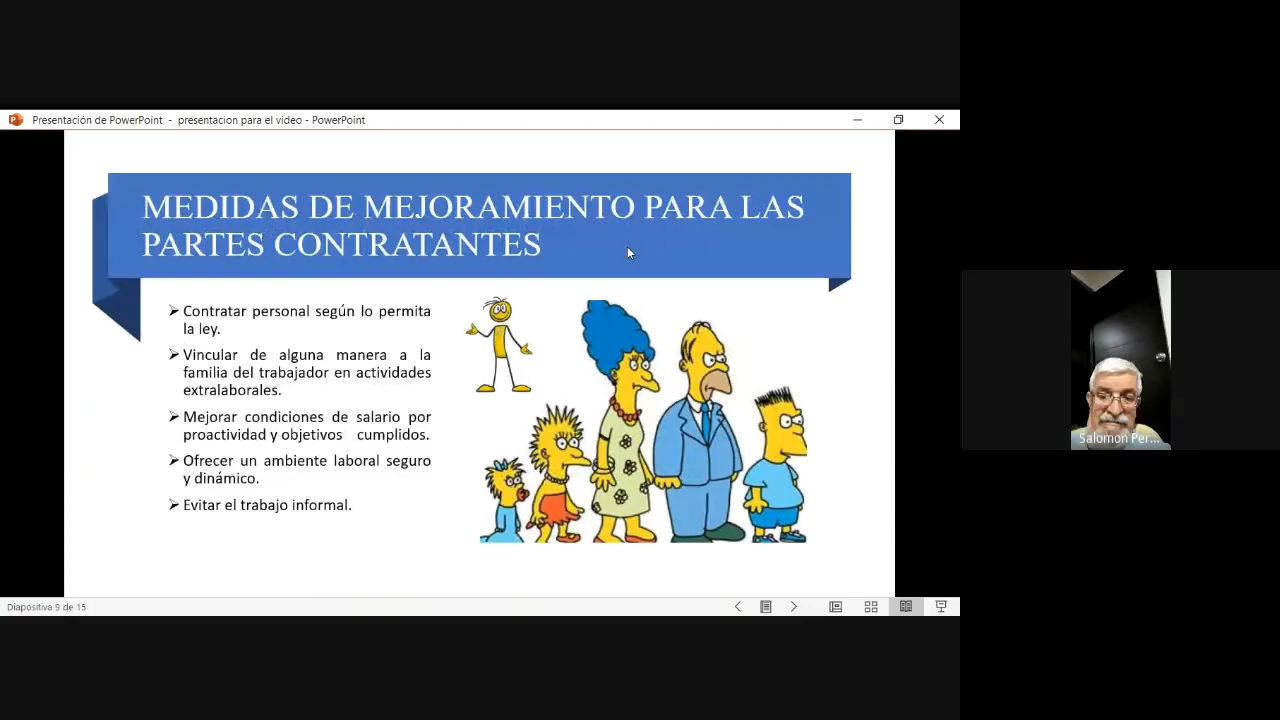 Presentación de PowerPoint - presentacion para el video - PowerPoint
MEDIDAS DE MEJORAMIENTO PARA LAS
PARTES CONTRATANTES
Contratar personal según lo permita
la ley.
Vincular de alguna manera a la
familia del trabajador en actividades
extralaborales.
Mejorar condiciones de salario por
proactividad y objetivos cumplidos.
Ofrecer un ambiente laboral seguro
y dinámico.
Evitar el trabajo informal.
Salomon Per...
Diapositiva 9 de 15